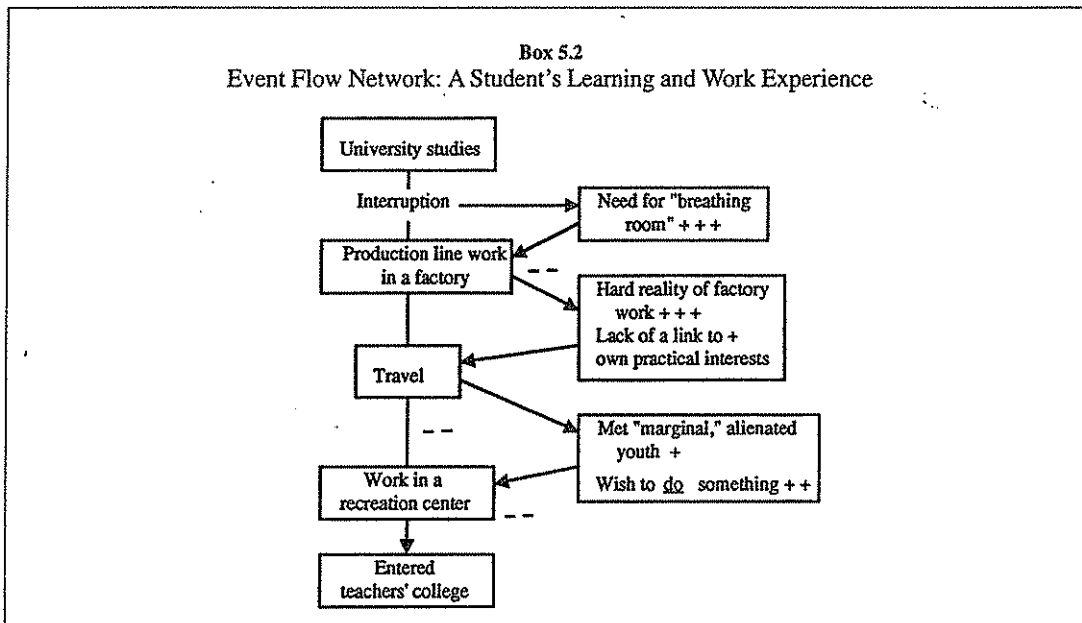 Box 5.2
Event Flow Network: A Student's Learning and Work Experience
University studies
Interruption
Need for "breathing
room" + + +
Production line work
in a factory
– –
Hard reality of factory
work + + +
Lack of a link to +
own practical interests
Travel
– –
Met "marginal," alienated
youth +
Wish to do something + +
Work in a
recreation center
– –
Entered
teachers' college